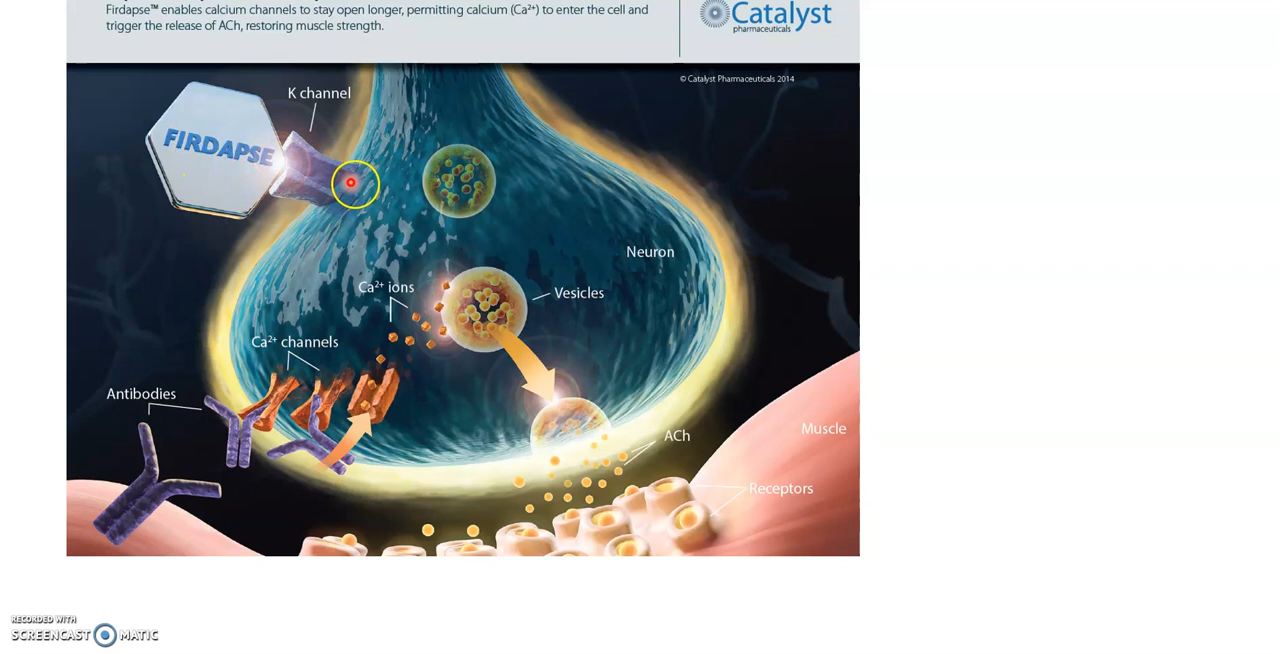 Firdapse™ enables calcium channels to stay open longer, permitting calcium (Ca²⁺) to enter the cell and
trigger the release of ACh, restoring muscle strength.
Catalyst
pharmaceuticals
© Catalyst Pharmaceuticals 2014
K channel
FIRDAPSE
Neuron
Ca²⁺ ions
Vesicles
Ca²⁺ channels
Antibodies
Muscle
ACh
Receptors
RECORDED WITH
SCREENCAST MATIC